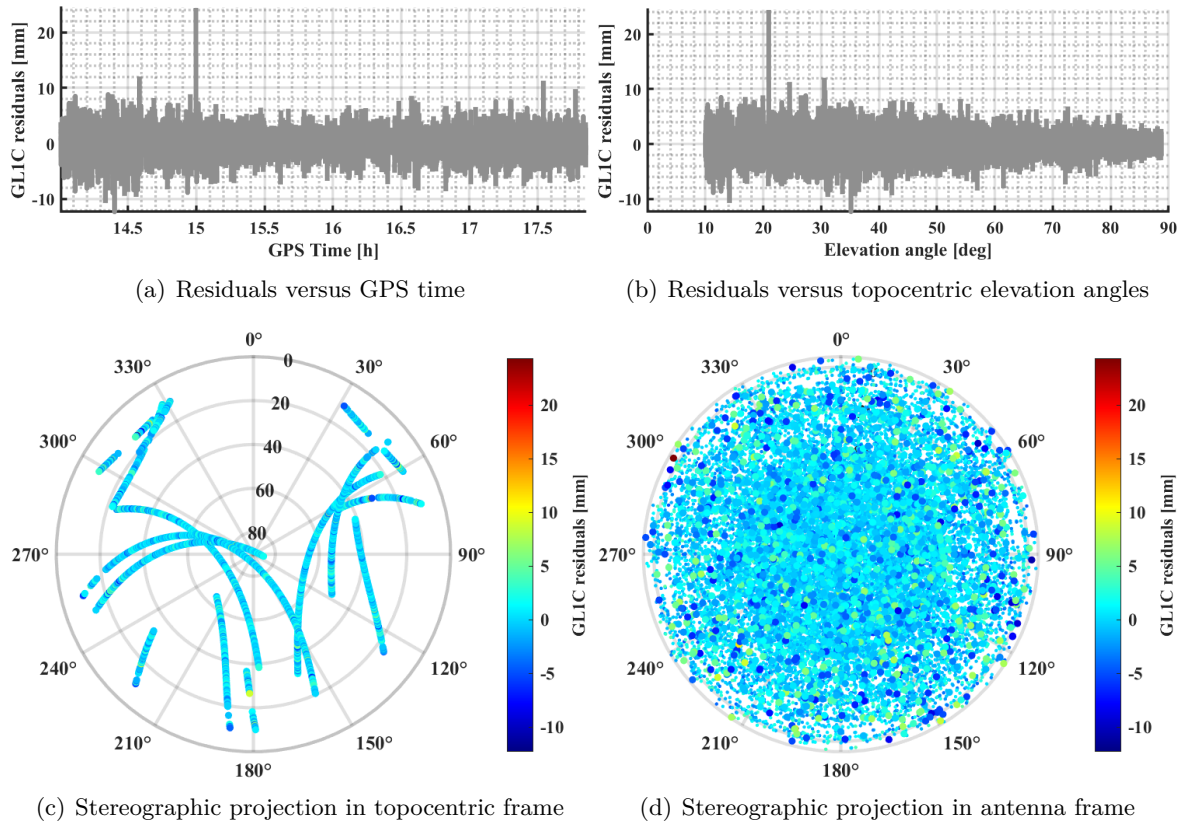 GL1C residuals [mm]
20
10
0
-10
14.5 15 15.5 16 16.5 17 17.5
GPS Time [h]
(a) Residuals versus GPS time
GL1C residuals [mm]
20
10
0
-10
0 10 20 30 40 50 60 70 80 90
Elevation angle [deg]
(b) Residuals versus topocentric elevation angles
0°
330° 0 30°
20
300° 40 60°
60
80
270° 90°
240° 120°
210° 150°
180°
20
15
10
5
0
-5
-10
GL1C residuals [mm]
(c) Stereographic projection in topocentric frame
0°
330° 30°
300° 60°
270° 90°
240° 120°
210° 150°
180°
20
15
10
5
0
-5
-10
GL1C residuals [mm]
(d) Stereographic projection in antenna frame